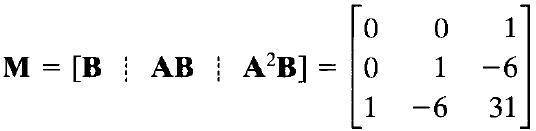 M = [B ⋮ AB ⋮ A²B] = [0 0 1
0 1 −6
1 −6 31]